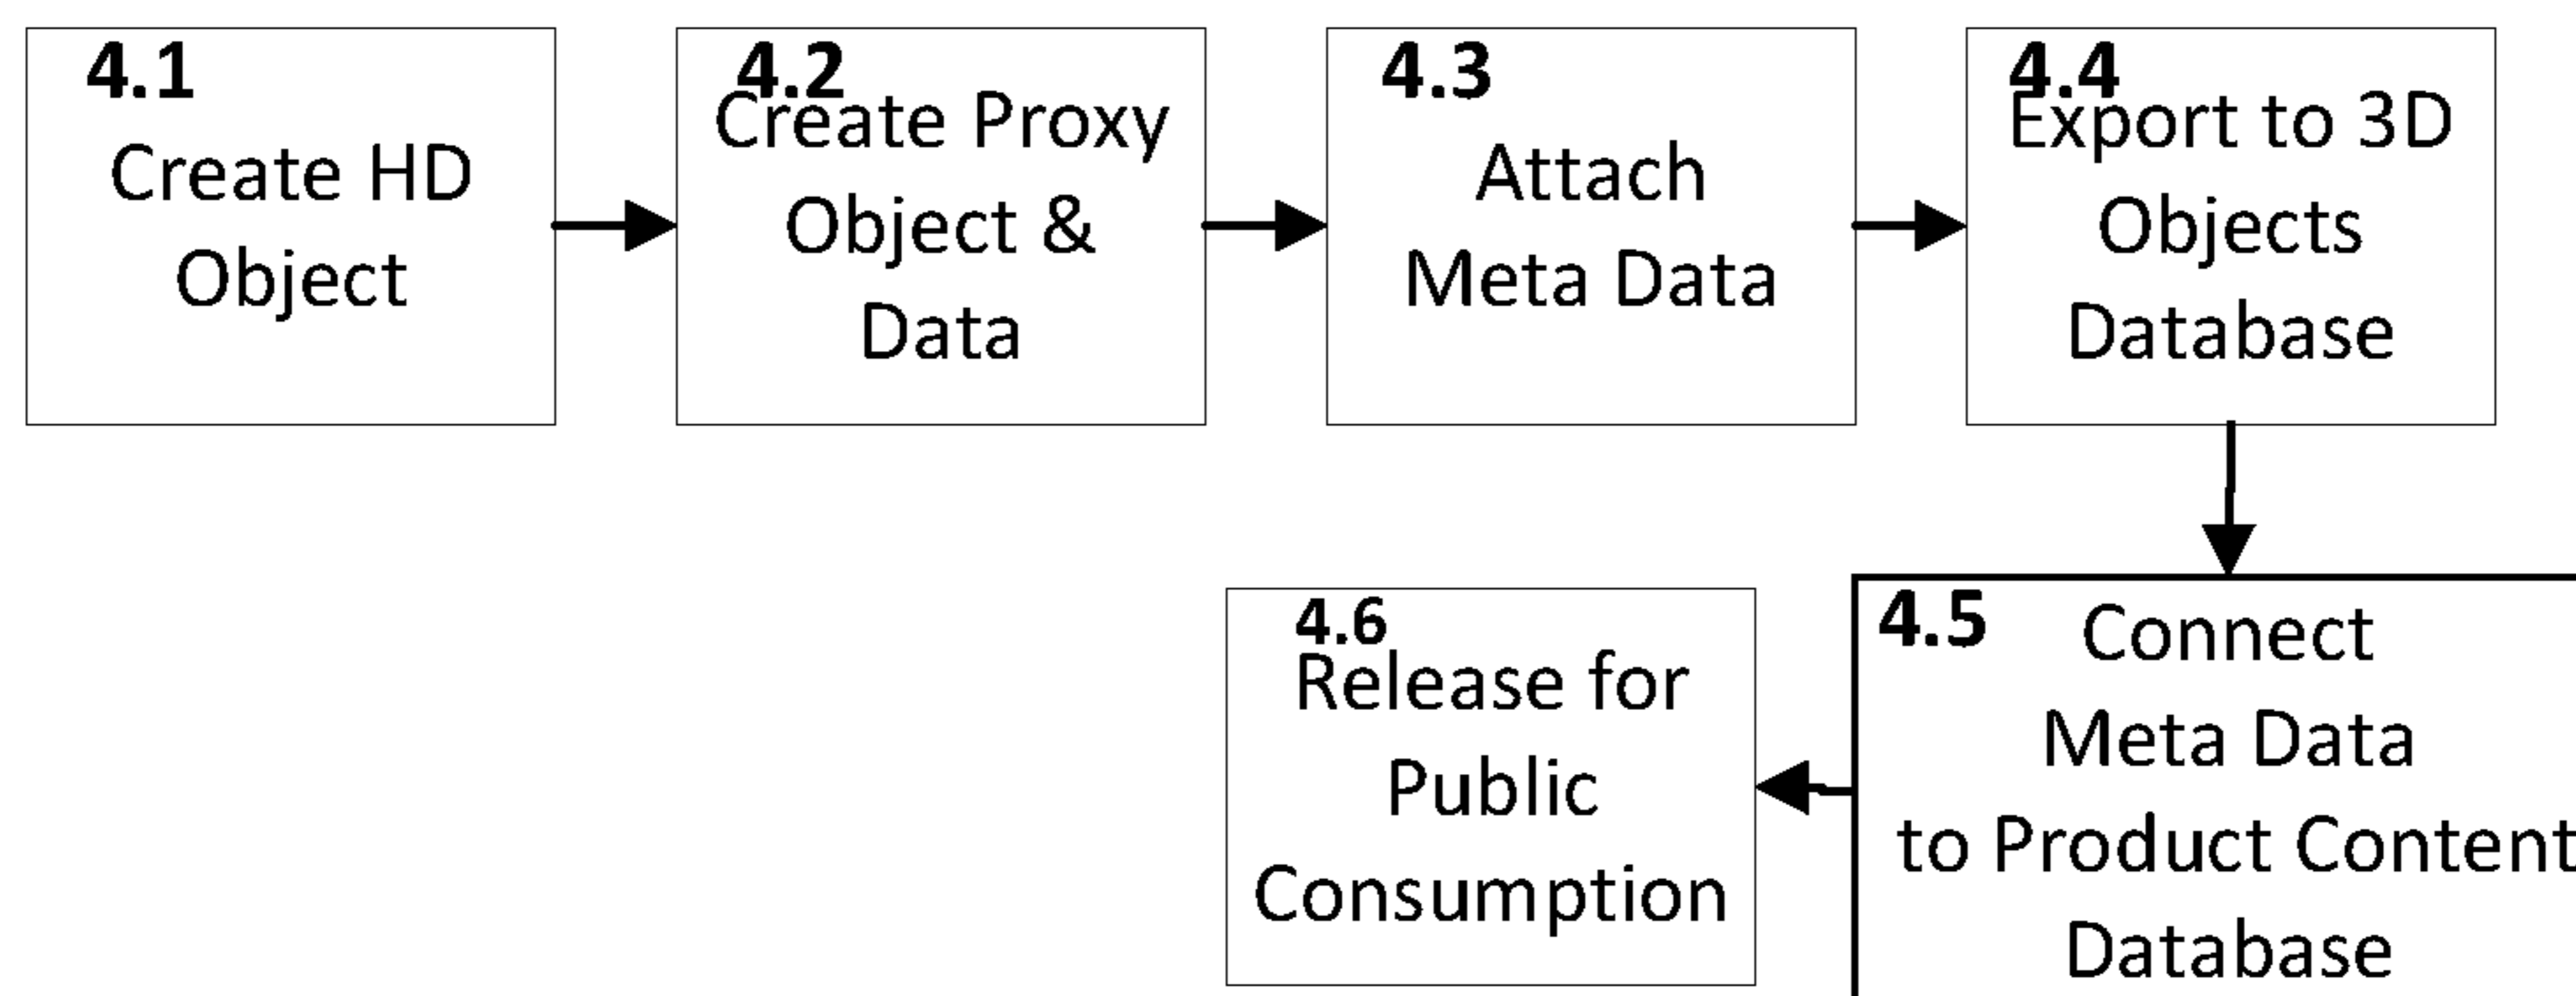 4.1
Create HD
Object
4.2
Create Proxy
Object &
Data
4.3
Attach
Meta Data
4.4
Export to 3D
Objects
Database
4.5
Connect
Meta Data
to Product Content
Database
4.6
Release for
Public
Consumption